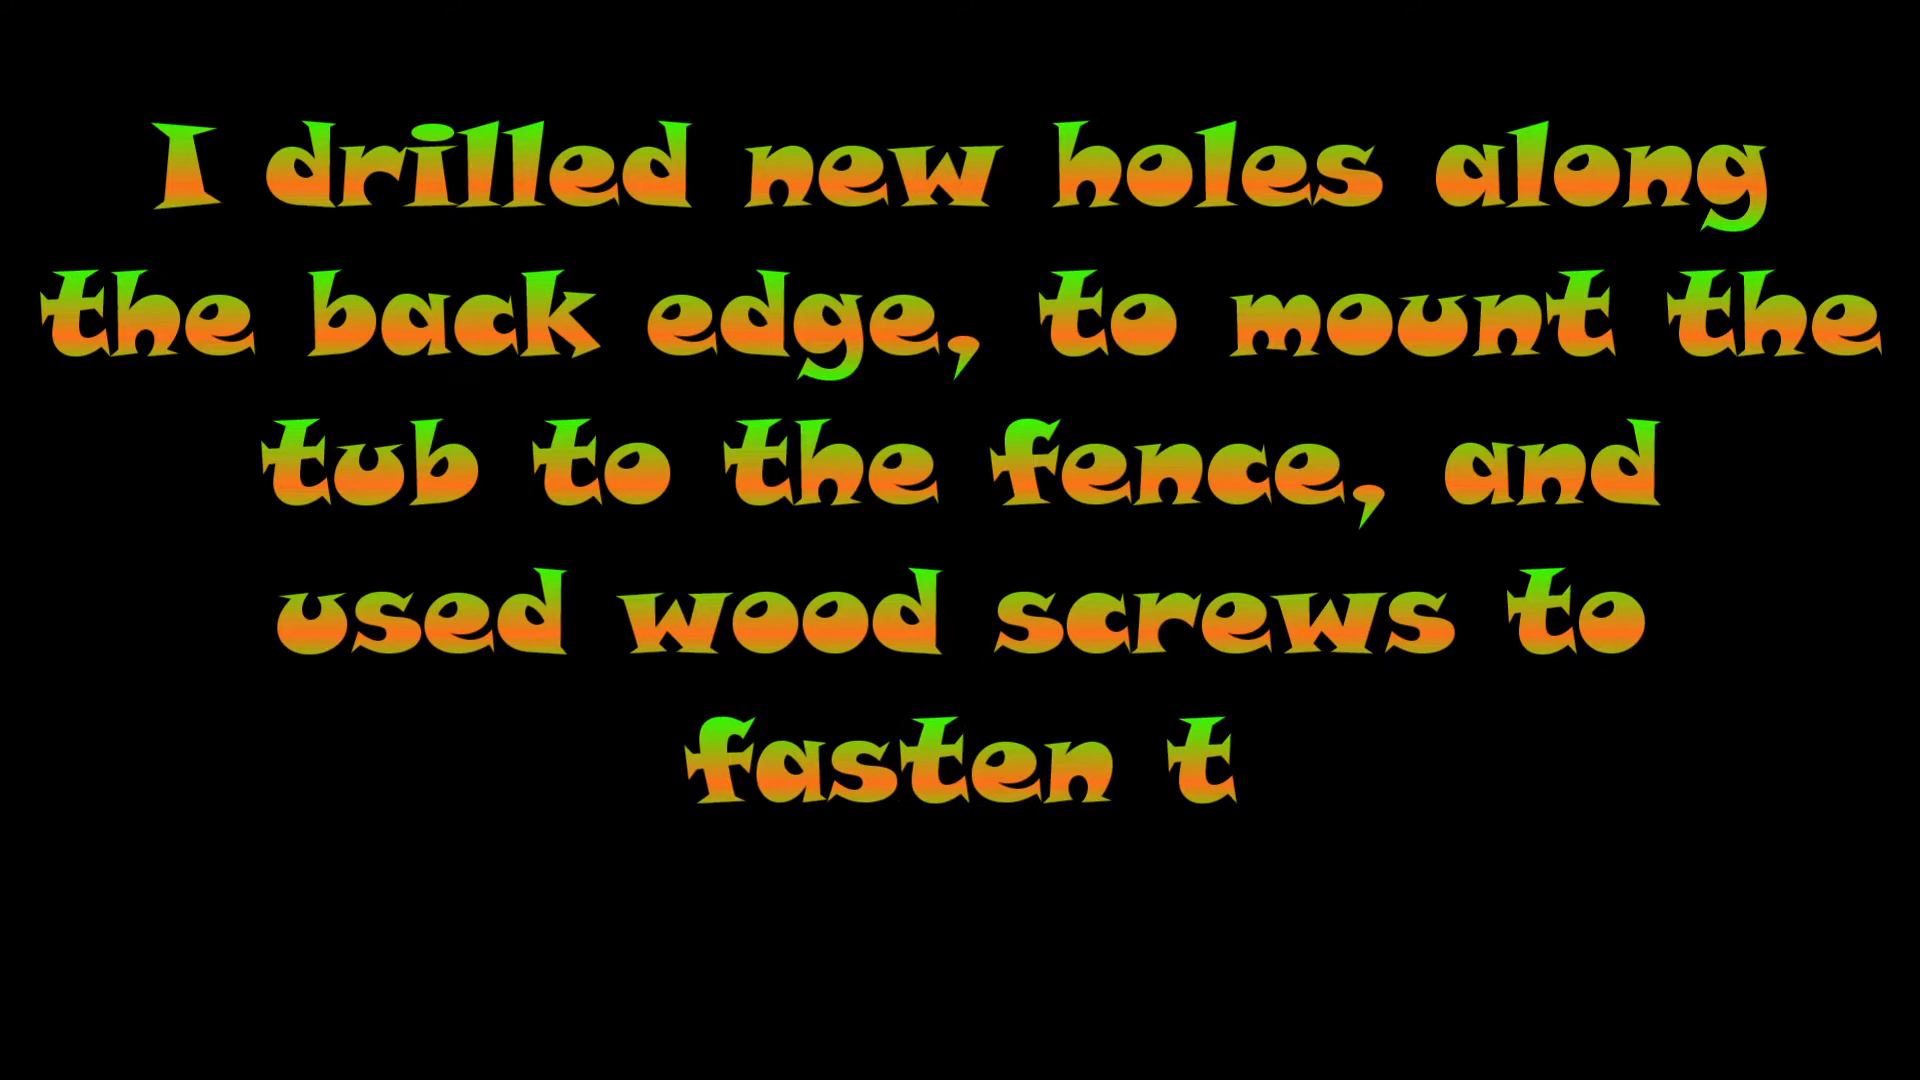 I drilled new holes along
the back edge, to mount the
tub to the fence, and
used wood screws to
fasten t